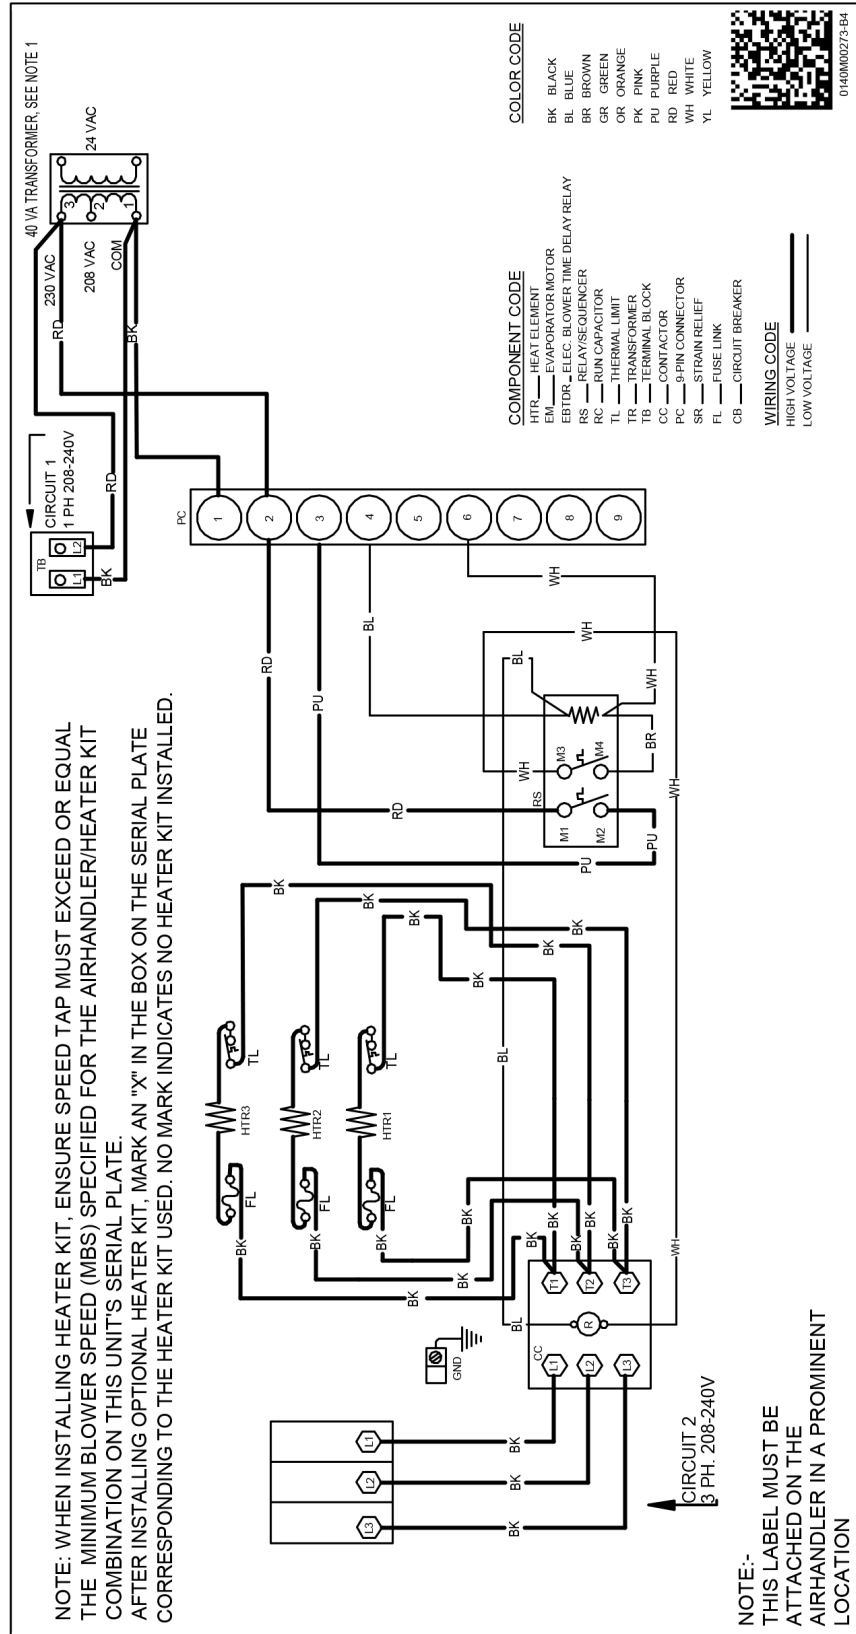 NOTE: WHEN INSTALLING HEATER KIT, ENSURE SPEED TAP MUST EXCEED OR EQUAL
THE MINIMUM BLOWER SPEED (MBS) SPECIFIED FOR THE AIRHANDLER/HEATER KIT
COMBINATION ON THIS UNIT'S SERIAL PLATE.
AFTER INSTALLING OPTIONAL HEATER KIT, MARK AN "X" IN THE BOX ON THE SERIAL PLATE
CORRESPONDING TO THE HEATER KIT USED. NO MARK INDICATES NO HEATER KIT INSTALLED.
40 VA TRANSFORMER, SEE NOTE 1
230 VAC
208 VAC
COM
24 VAC
3
2
1
RD
BK
TB
L1
L2
CIRCUIT 1
1 PH 208-240V
RD
BK
PC
1
2
3
4
5
6
7
8
9
RD
PU
BL
WH
WH
WH
BL
WH
BR
RD
PU
PU
WH
RS
M1
M2
M3
M4
BK
BK
BK
BK
BK
BK
HTR3
HTR2
HTR1
TL
TL
TL
FL
FL
FL
BL
WH
BK
BK
BK
BK
BK
BK
BK
BK
BK
BK
BK
BL
WH
GND
CC
T1
T2
T3
R
L1
L2
L3
L1
L2
L3
BK
BK
BK
CIRCUIT 2
3 PH. 208-240V
NOTE:-
THIS LABEL MUST BE
ATTACHED ON THE
AIRHANDLER IN A PROMINENT
LOCATION
COMPONENT CODE
HTR HEAT ELEMENT
EM EVAPORATOR MOTOR
EBTDR ELEC. BLOWER TIME DELAY RELAY
RS RELAY/SEQUENCER
RC RUN CAPACITOR
TL THERMAL LIMIT
TR TRANSFORMER
TB TERMINAL BLOCK
CC CONTACTOR
PC 9-PIN CONNECTOR
SR STRAIN RELIEF
FL FUSE LINK
CB CIRCUIT BREAKER
WIRING CODE
HIGH VOLTAGE
LOW VOLTAGE
COLOR CODE
BK BLACK
BL BLUE
BR BROWN
GR GREEN
OR ORANGE
PK PINK
PU PURPLE
RD RED
WH WHITE
YL YELLOW
0140M00273-B4